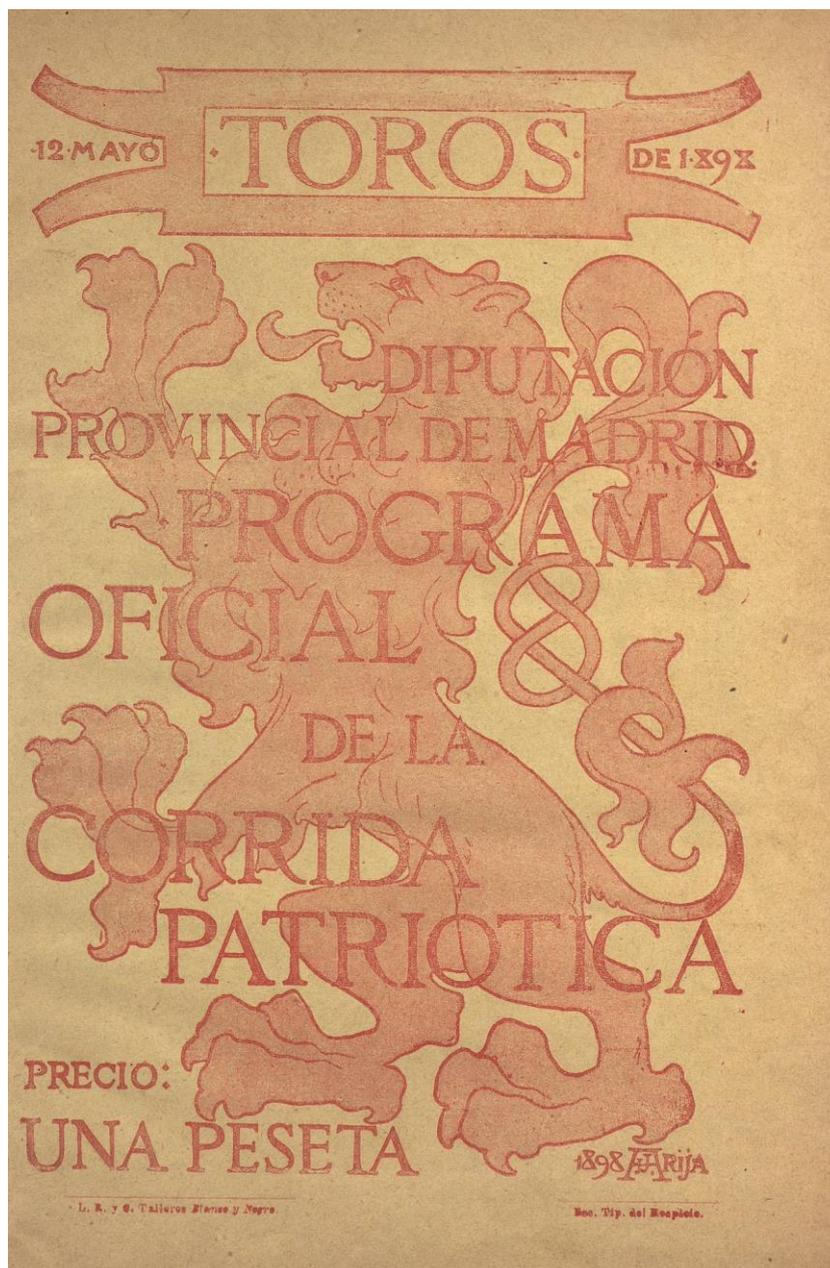 ·12·MAYO ·TOROS· DE 1·898
DIPUTACIÓN
PROVINCIAL DE MADRID.
PROGRAMA
OFICIAL
DE LA
CORRIDA
PATRIOTICA
PRECIO:
UNA PESETA
1898 ARIJA
L. R. y C. Talleres Blanco y Negro.
Esc. Tip. del Hospicio.